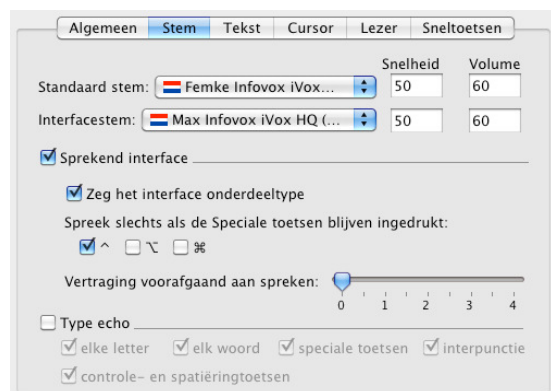 Algemeen Stem Tekst Cursor Lezer Sneltoetsen
Snelheid Volume
Standaard stem: Femke Infovox iVox... 50 60
Interfacestem: Max Infovox iVox HQ (... 50 60
Sprekend interface
Zeg het interface onderdeeltype
Spreek slechts als de Speciale toetsen blijven ingedrukt:
^ ⌥ ⌘
Vertraging voorafgaand aan spreken:
0 1 2 3 4
Type echo
elke letter elk woord speciale toetsen interpunctie
controle- en spatiëringtoetsen